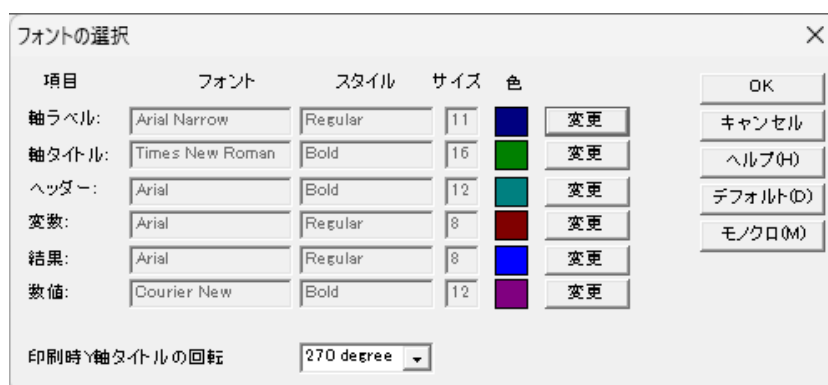 フォントの選択
項目 フォント スタイル サイズ 色
OK
軸ラベル: Arial Narrow Regular 11 変更
キャンセル
軸タイトル: Times New Roman Bold 16 変更
ヘルプ(H)
ヘッダー: Arial Bold 12 変更
デフォルト(D)
変数: Arial Regular 8 変更
モノクロ(M)
結果: Arial Regular 8 変更
数値: Courier New Bold 12 変更
印刷時Y軸タイトルの回転 270 degree